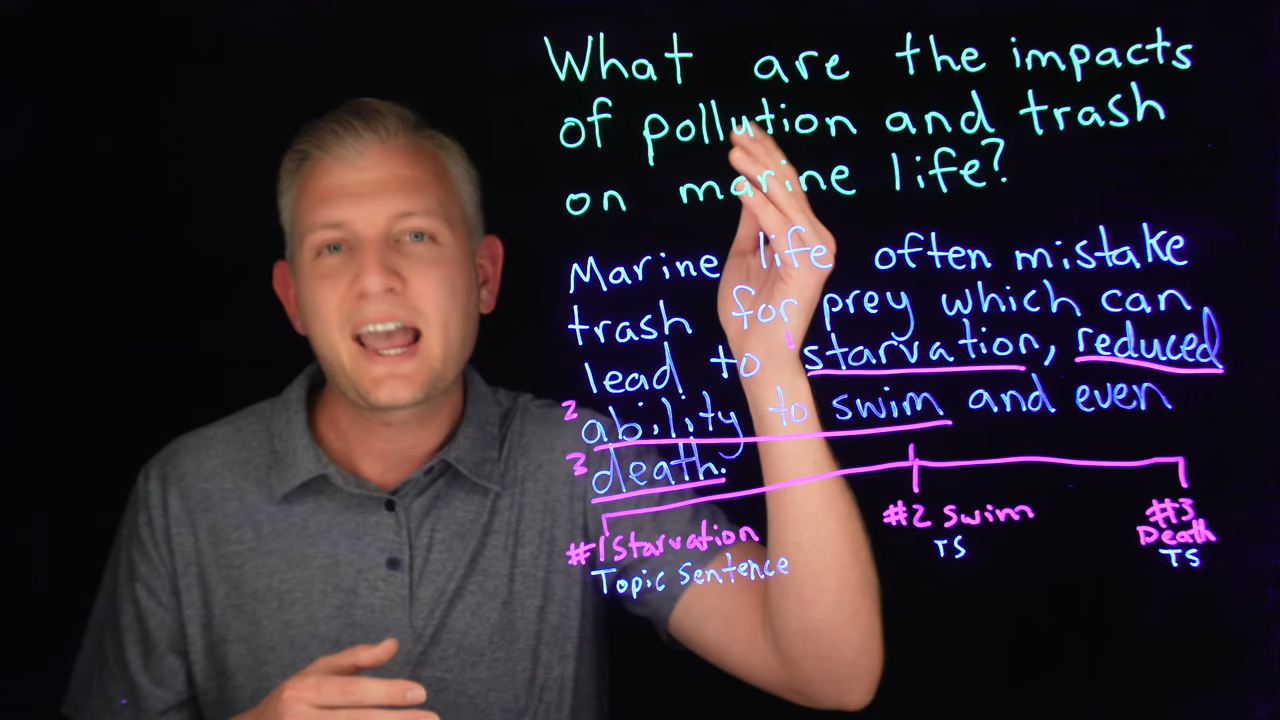 What are the impacts
of pollution and trash
on marine life?
Marine life often mistake
trash for prey which can
lead to 1 starvation, reduced
2 ability to swim and even
3 death.
#1 Starvation
Topic Sentence
#2 Swim
TS
#3
Death
TS